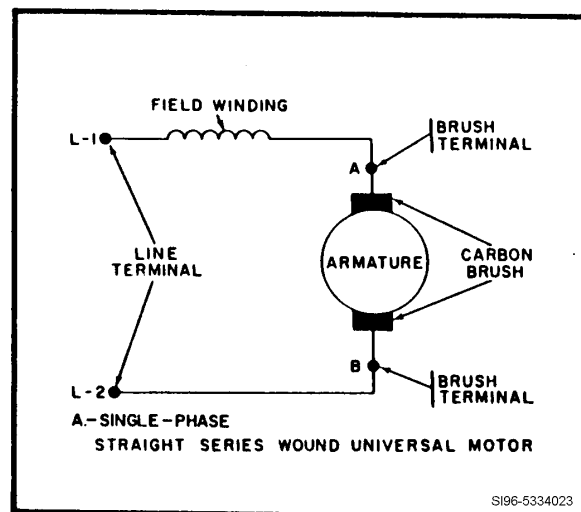 FIELD WINDING
L-1
BRUSH
TERMINAL
A
LINE
TERMINAL
ARMATURE
CARBON
BRUSH
B
L-2
BRUSH
TERMINAL
A.-SINGLE-PHASE
STRAIGHT SERIES WOUND UNIVERSAL MOTOR
SI96-5334023